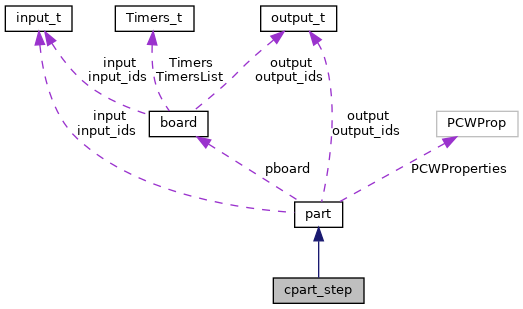 input_t
Timers_t
output_t
input
input_ids
Timers
TimersList
output
output_ids
input
input_ids
board
output
output_ids
PCWProp
pboard
PCWProperties
part
cpart_step